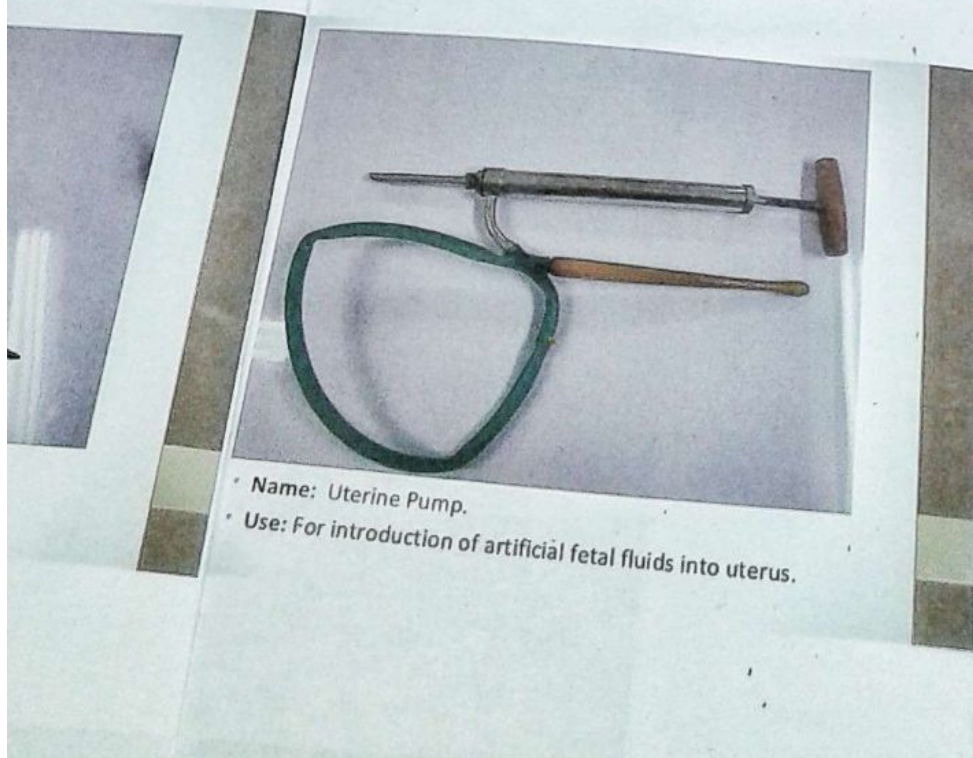 • Name: Uterine Pump.
• Use: For introduction of artificial fetal fluids into uterus.